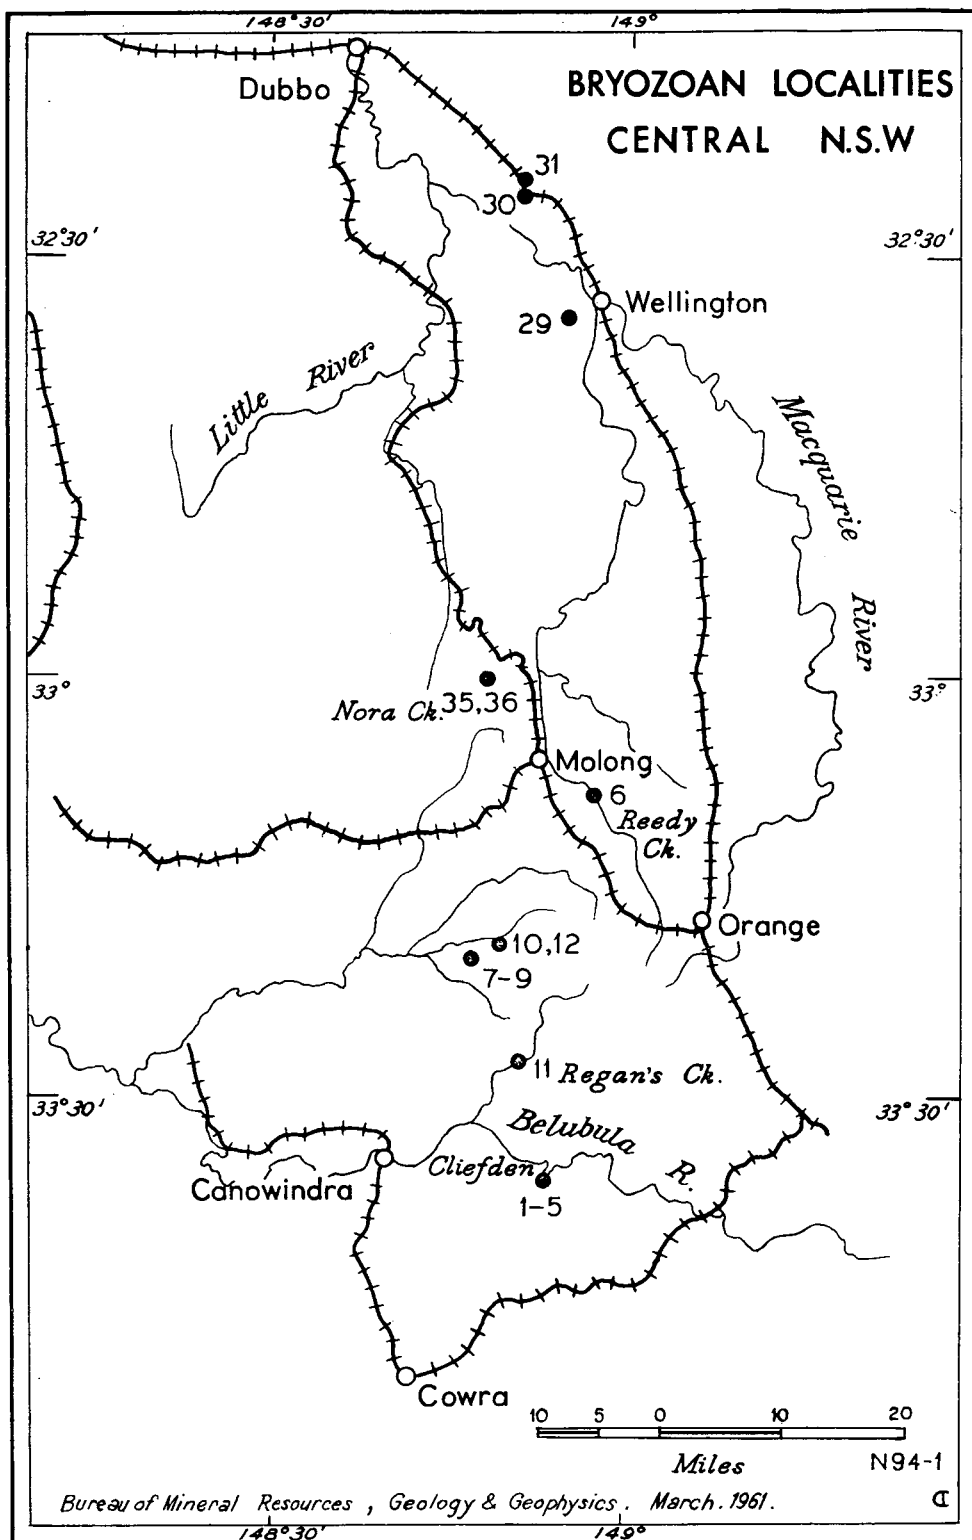 148°30'
149°
Dubbo
BRYOZOAN LOCALITIES
CENTRAL N.S.W
31
30
32°30'
32°30'
Wellington
29
Little River
Macquarie River
33°
33°
Nora Ck.
35,36
Molong
6
Reedy
Ck.
Orange
10,12
7-9
11
Regan's Ck.
33°30'
33°30'
Belubula R.
Cliefden
Canowindra
1-5
Cowra
10 5 0 10 20
Miles
N94-1
Bureau of Mineral Resources, Geology & Geophysics. March. 1961.
148°30'
149°